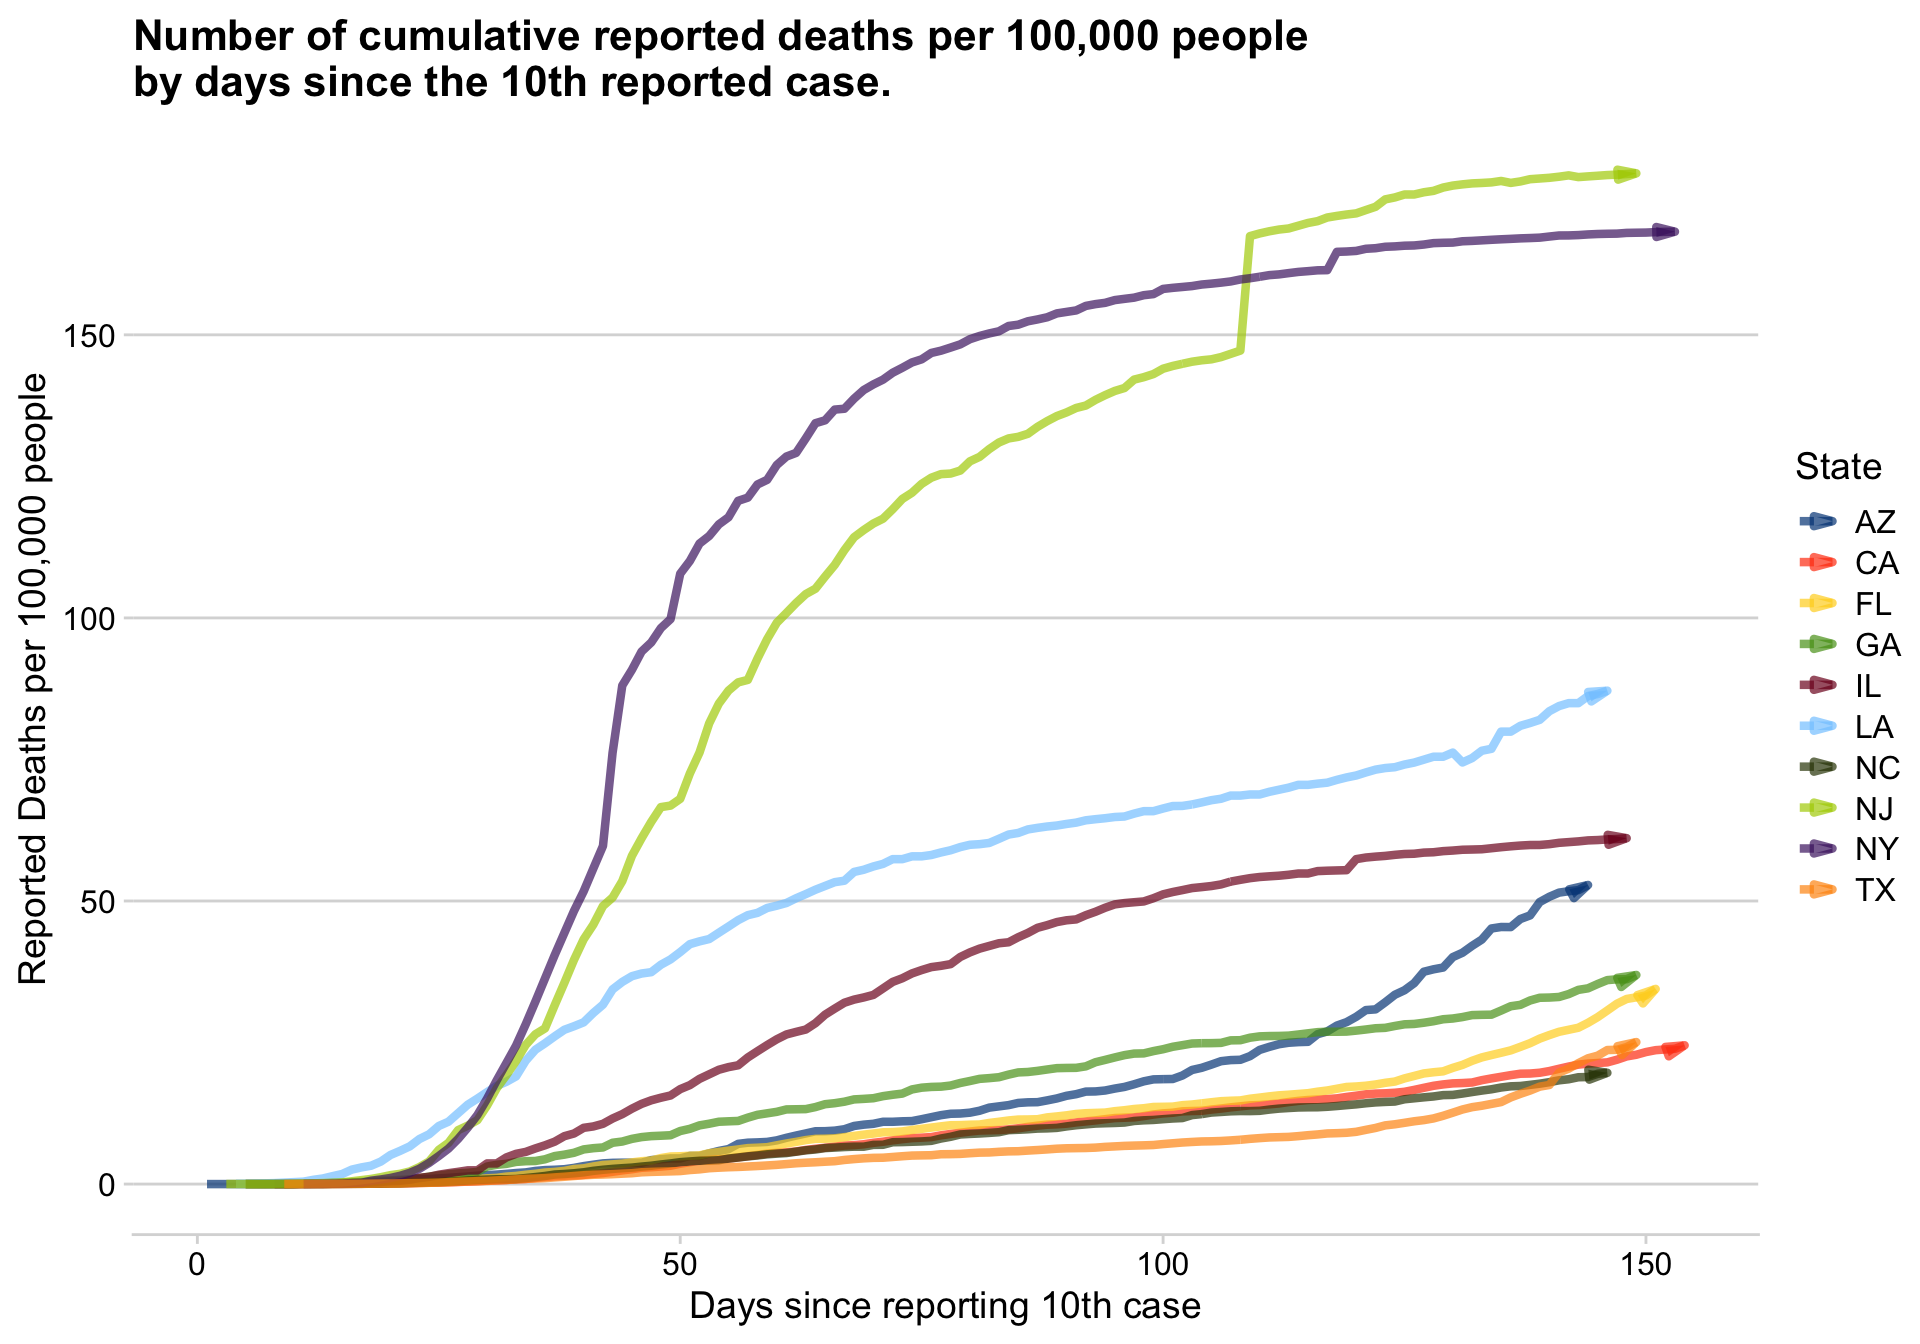 Number of cumulative reported deaths per 100,000 people
by days since the 10th reported case.
Reported Deaths per 100,000 people
150
100
50
0
0
50
100
150
Days since reporting 10th case
State
AZ
CA
FL
GA
IL
LA
NC
NJ
NY
TX